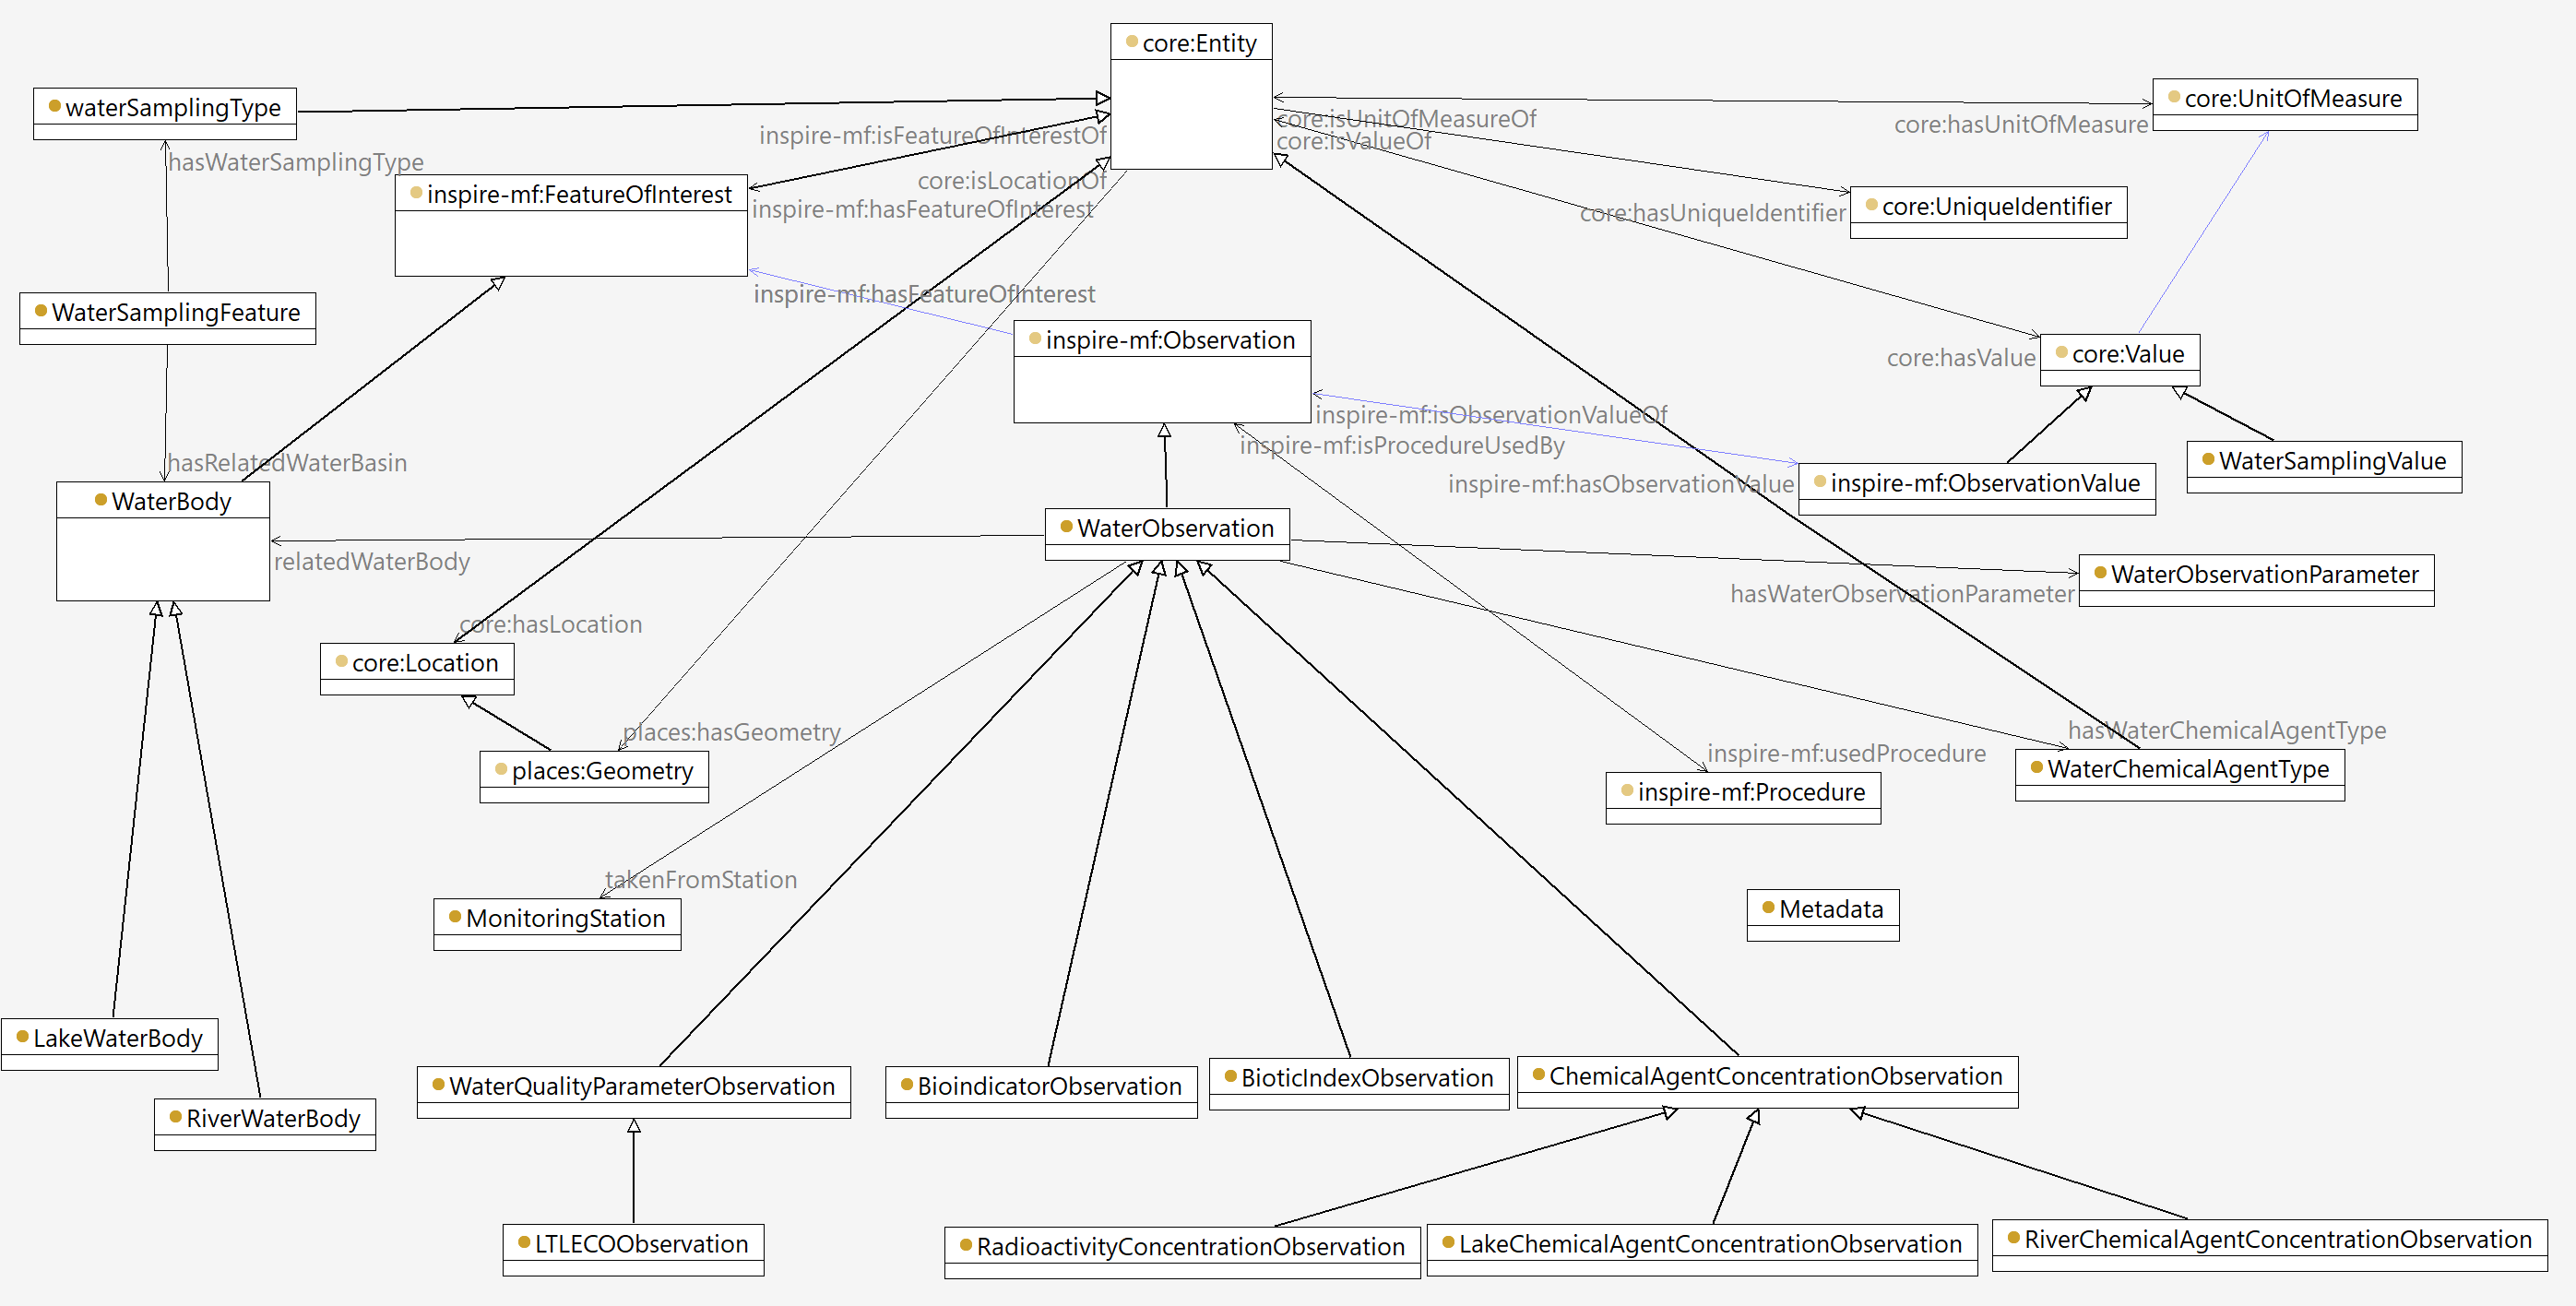 core:Entity
waterSamplingType
core:UnitOfMeasure
core:isUnitOfMeasureOf
core:hasUnitOfMeasure
inspire-mf:isFeatureOfInterestOf
core:isValueOf
hasWaterSamplingType
core:isLocationOf
inspire-mf:FeatureOfInterest
inspire-mf:hasFeatureOfInterest
core:hasUniqueIdentifier
core:UniqueIdentifier
inspire-mf:hasFeatureOfInterest
WaterSamplingFeature
inspire-mf:Observation
core:hasValue
core:Value
inspire-mf:isObservationValueOf
inspire-mf:isProcedureUsedBy
hasRelatedWaterBasin
WaterSamplingValue
inspire-mf:hasObservationValue
inspire-mf:ObservationValue
WaterBody
WaterObservation
relatedWaterBody
WaterObservationParameter
hasWaterObservationParameter
core:hasLocation
core:Location
places:hasGeometry
hasWaterChemicalAgentType
inspire-mf:usedProcedure
places:Geometry
WaterChemicalAgentType
inspire-mf:Procedure
takenFromStation
MonitoringStation
Metadata
LakeWaterBody
RiverWaterBody
WaterQualityParameterObservation
BioindicatorObservation
BioticIndexObservation
ChemicalAgentConcentrationObservation
LTLECOObservation
RadioactivityConcentrationObservation
LakeChemicalAgentConcentrationObservation
RiverChemicalAgentConcentrationObservation